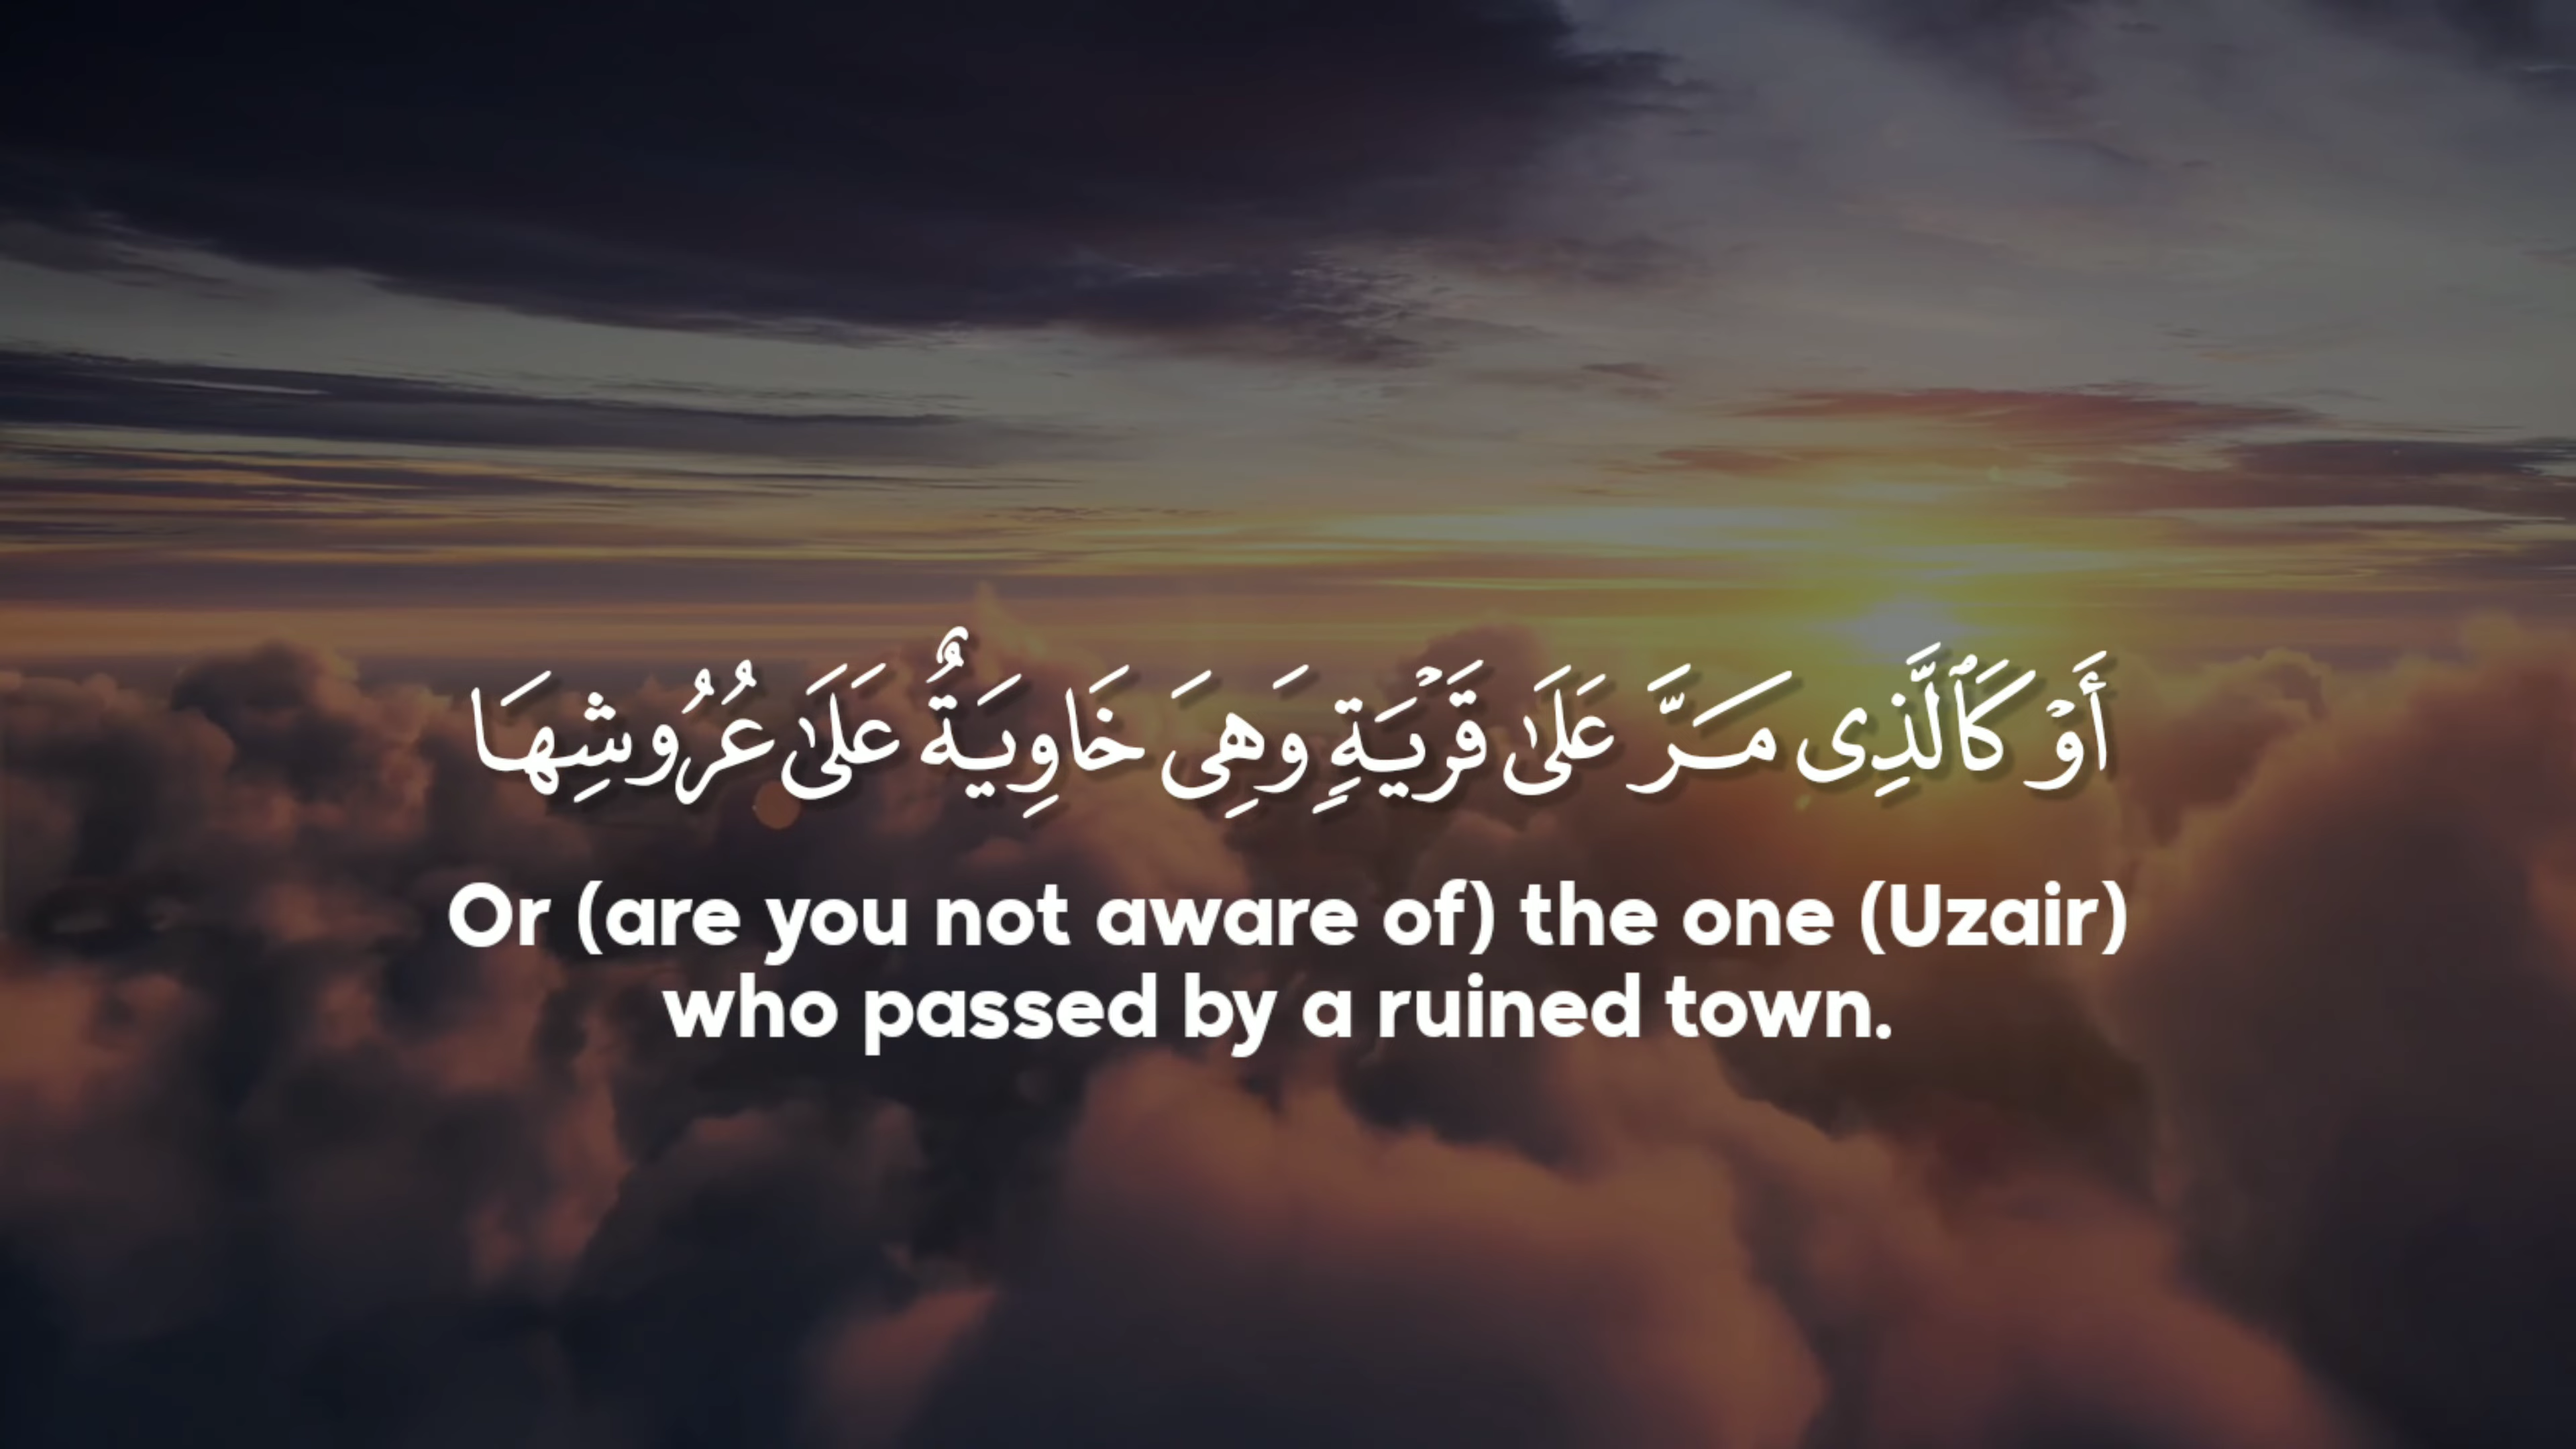 أَوْ كَٱلَّذِى مَرَّ عَلَىٰ قَرْيَةٍ وَهِىَ خَاوِيَةٌ عَلَىٰ عُرُوشِهَا
Or (are you not aware of) the one (Uzair)
who passed by a ruined town.